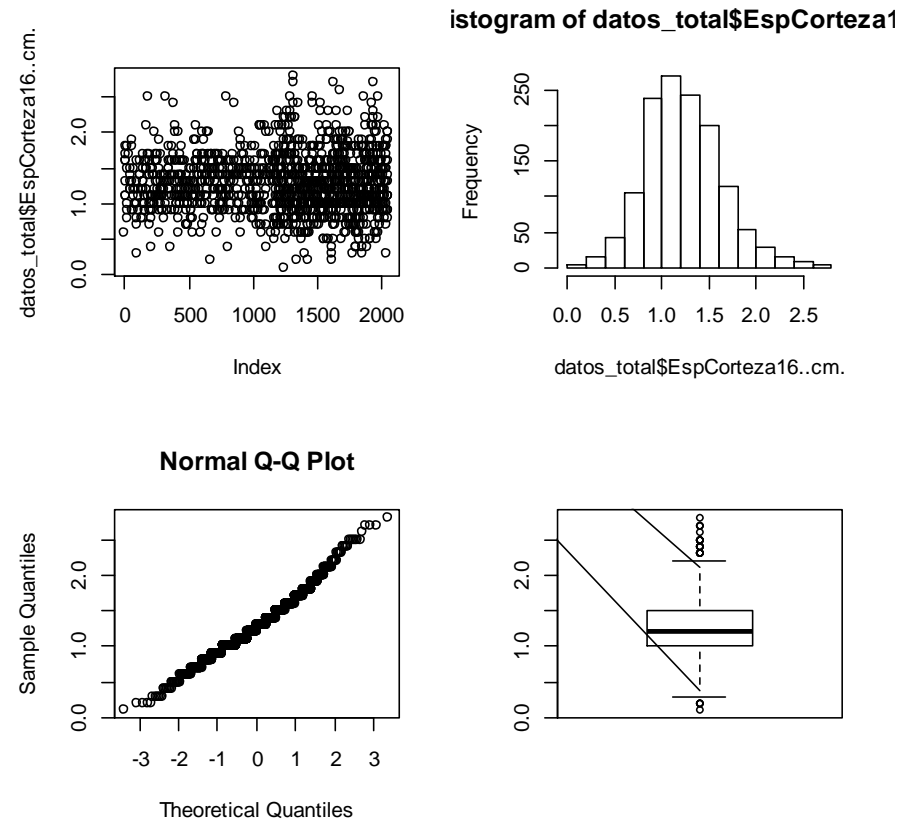 datos_total$EspCorteza16..cm.
0.0 1.0 2.0
0 500 1000 1500 2000
Index
istogram of datos_total$EspCorteza1
Frequency
0 50 150 250
0.0 0.5 1.0 1.5 2.0 2.5
datos_total$EspCorteza16..cm.
Normal Q-Q Plot
Sample Quantiles
0.0 1.0 2.0
-3 -2 -1 0 1 2 3
Theoretical Quantiles
0.0 1.0 2.0